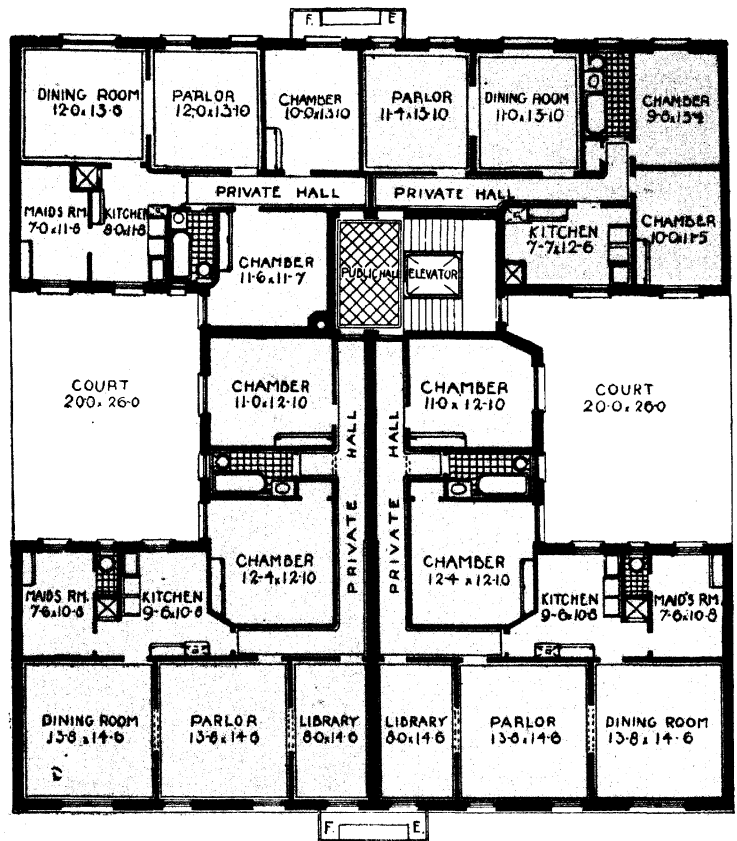 F. E
DINING ROOM
12.0 x 13.8
PARLOR
12.0 x 13.10
CHAMBER
10.0 x 13.10
PARLOR
11.4 x 13.10
DINING ROOM
11.0 x 13.10
CHAMBER
9.8 x 13.4
PRIVATE HALL
PRIVATE HALL
MAIDS RM.
7.0 x 11.8
KITCHEN
8.0 x 11.8
CHAMBER
11.6 x 11.7
PUBLIC HALL
ELEVATOR
KITCHEN
7-7 x 12-6
CHAMBER
10.0 x 11.5
COURT
20.0 x 26.0
CHAMBER
11.0 x 12.10
CHAMBER
11.0 x 12.10
COURT
20.0 x 26.0
PRIVATE HALL
PRIVATE HALL
CHAMBER
12-4 x 12-10
CHAMBER
12-4 x 12-10
MAIDS RM.
7-6 x 10-8
KITCHEN
9-6 x 10-8
KITCHEN
9-6 x 10-8
MAID'S RM.
7-6 x 10-8
DINING ROOM
13-8 x 14-6
PARLOR
13-8 x 14-6
LIBRARY
8-0 x 14-6
LIBRARY
8-0 x 14-6
PARLOR
13-8 x 14-6
DINING ROOM
13-8 x 14-6
F. E.